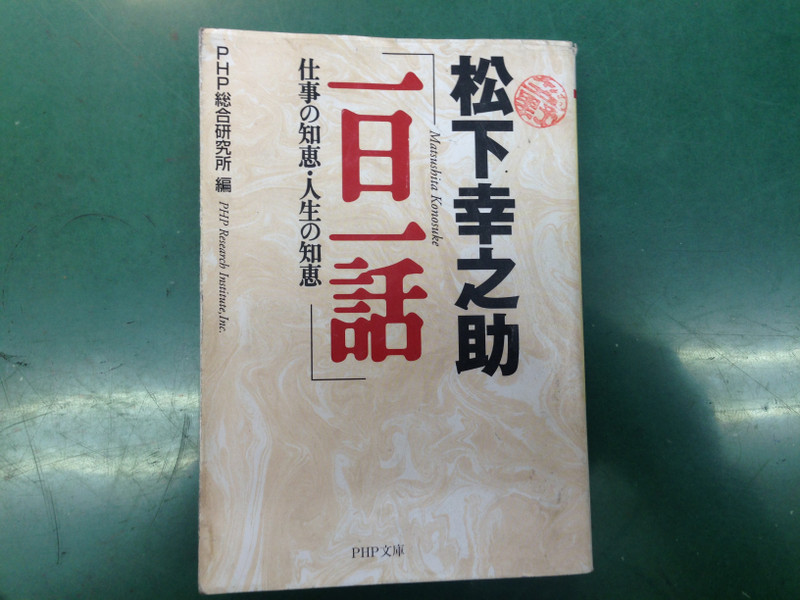 松下幸之助
Matsushita Konosuke
「一日一話」
仕事の知恵・人生の知恵
PHP総合研究所 編
PHP Research Institute,Inc.
PHP文庫